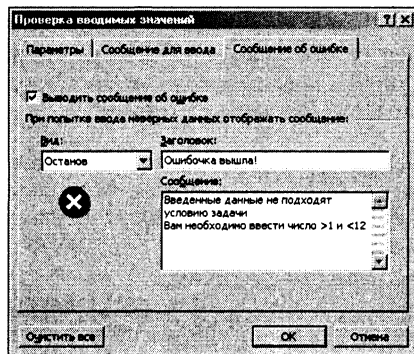 Проверка вводимых значений
Параметры Сообщение для ввода Сообщение об ошибке
Выводить сообщение об ошибке
При попытке ввода неверных данных отображать сообщение:
Вид: Заголовок:
Останов Ошибочка вышла!
Сообщение:
Введенные данные не подходят
условию задачи
Вам необходимо ввести число >1 и <12
Очистить все ОК Отмена